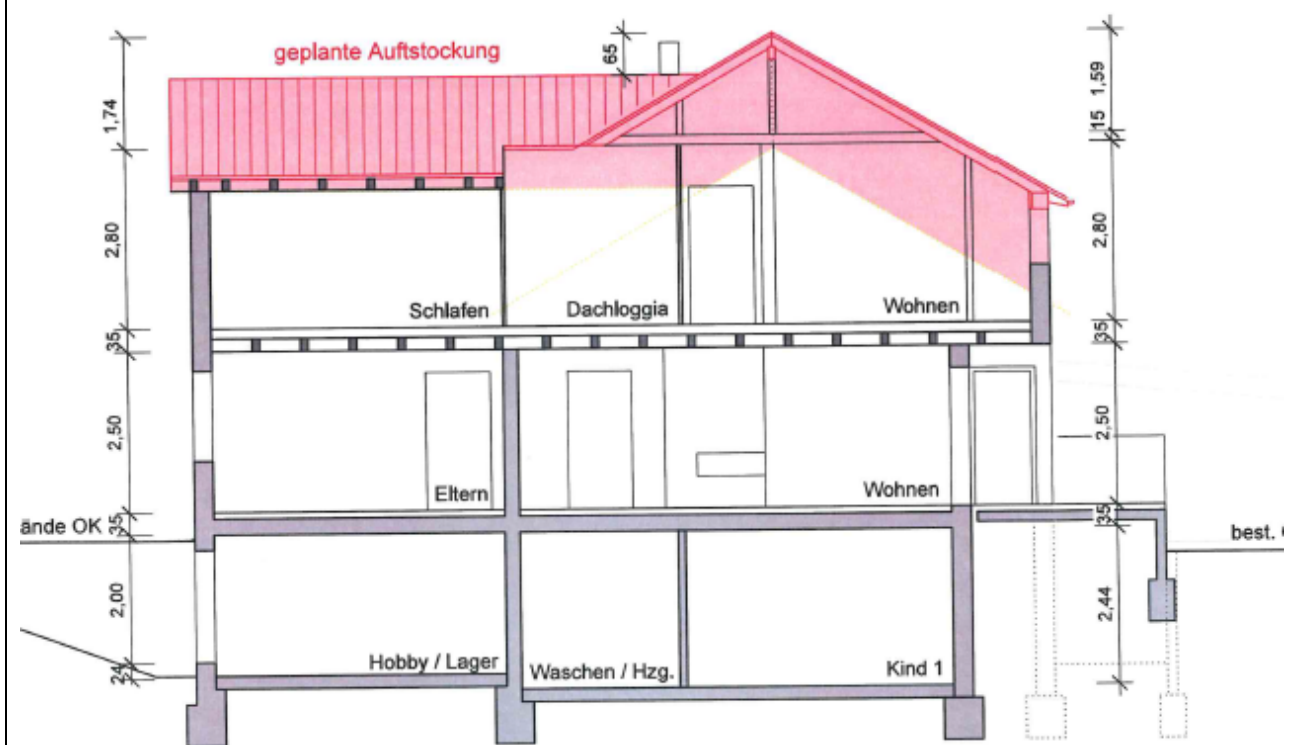 geplante Auftstockung
65
1,74
1,59
15
2,80
2,80
Schlafen
Dachloggia
Wohnen
35
35
2,50
2,50
Eltern
Wohnen
ände OK
35
35
best.
2,00
2,44
Hobby / Lager
Waschen / Hzg.
Kind 1
24